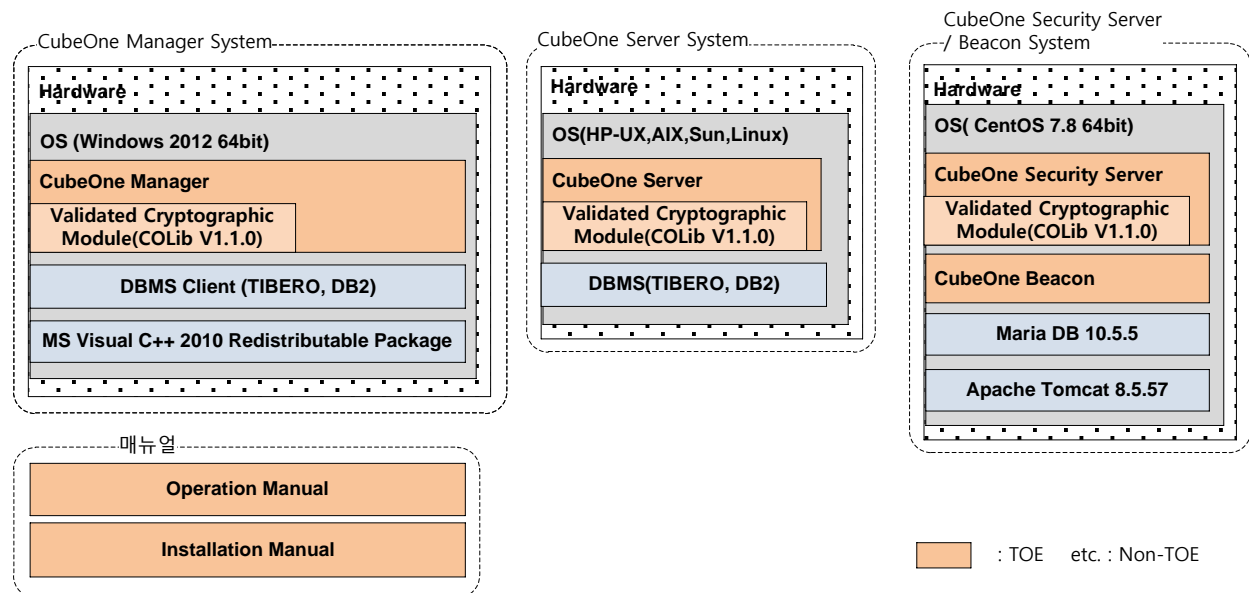 CubeOne Manager System
Hardware
OS (Windows 2012 64bit)
CubeOne Manager
Validated Cryptographic
Module(COLib V1.1.0)
DBMS Client (TIBERO, DB2)
MS Visual C++ 2010 Redistributable Package
CubeOne Server System
Hardware
OS(HP-UX,AIX,Sun,Linux)
CubeOne Server
Validated Cryptographic
Module(COLib V1.1.0)
DBMS(TIBERO, DB2)
CubeOne Security Server
/ Beacon System
Hardware
OS( CentOS 7.8 64bit)
CubeOne Security Server
Validated Cryptographic
Module(COLib V1.1.0)
CubeOne Beacon
Maria DB 10.5.5
Apache Tomcat 8.5.57
매뉴얼
Operation Manual
Installation Manual
: TOE etc. : Non-TOE